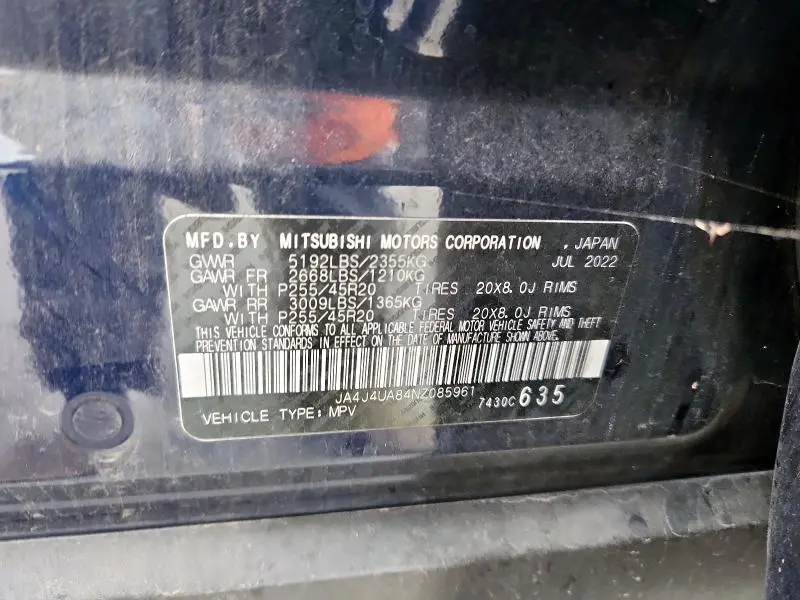 MFD.BY MITSUBISHI MOTORS CORPORATION , JAPAN
GVWR 5192LBS/2355KG JUL 2022
GAWR FR 2668LBS/1210KG
WITH P255/45R20 TIRES 20X8.0J RIMS
GAWR RR 3009LBS/1365KG
WITH P255/45R20 TIRES 20X8.0J RIMS
THIS VEHICLE CONFORMS TO ALL APPLICABLE FEDERAL MOTOR VEHICLE SAFETY AND THEFT
PREVENTION STANDARDS IN EFFECT ON THE DATE OF MANUFACTURE SHOWN ABOVE.
JA4J4UA84NZ085961
VEHICLE TYPE: MPV 7430C 635